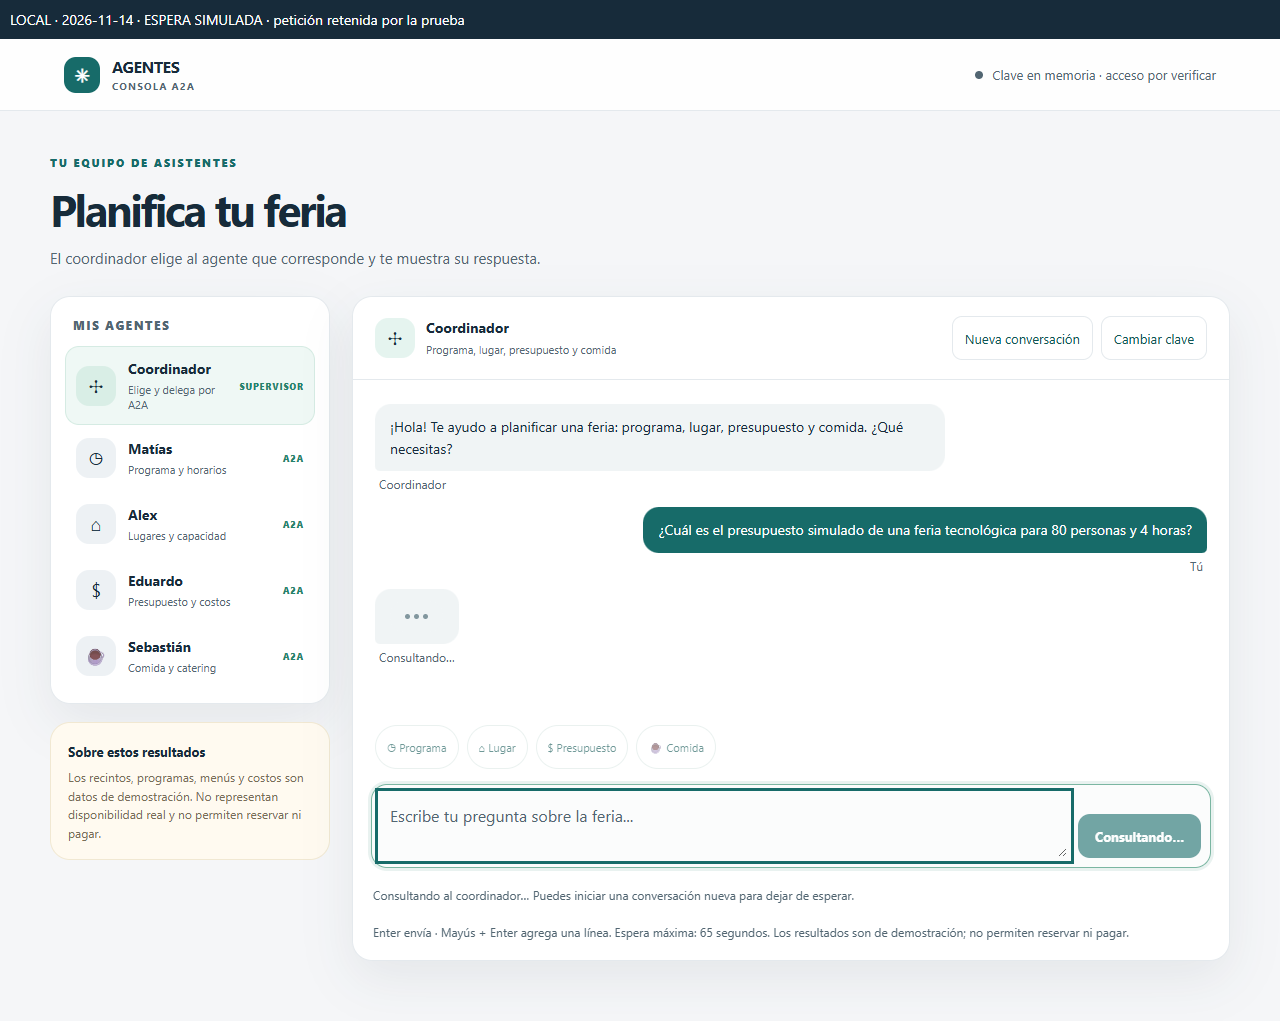 LOCAL · 2026-11-14 · ESPERA SIMULADA · petición retenida por la prueba
AGENTES
CONSOLA A2A
Clave en memoria · acceso por verificar
TU EQUIPO DE ASISTENTES
Planifica tu feria
El coordinador elige al agente que corresponde y te muestra su respuesta.
MIS AGENTES
Coordinador
Elige y delega por
A2A
SUPERVISOR
Matías
Programa y horarios
A2A
Alex
Lugares y capacidad
A2A
$
Eduardo
Presupuesto y costos
A2A
Sebastián
Comida y catering
A2A
Sobre estos resultados
Los recintos, programas, menús y costos son
datos de demostración. No representan
disponibilidad real y no permiten reservar ni
pagar.
Coordinador
Programa, lugar, presupuesto y comida
Nueva conversación
Cambiar clave
¡Hola! Te ayudo a planificar una feria: programa, lugar, presupuesto y comida. ¿Qué
necesitas?
Coordinador
¿Cuál es el presupuesto simulado de una feria tecnológica para 80 personas y 4 horas?
Tú
Consultando...
Programa
Lugar
$ Presupuesto
Comida
Escribe tu pregunta sobre la feria...
Consultando...
Consultando al coordinador... Puedes iniciar una conversación nueva para dejar de esperar.
Enter envía · Mayús + Enter agrega una línea. Espera máxima: 65 segundos. Los resultados son de demostración; no permiten reservar ni pagar.